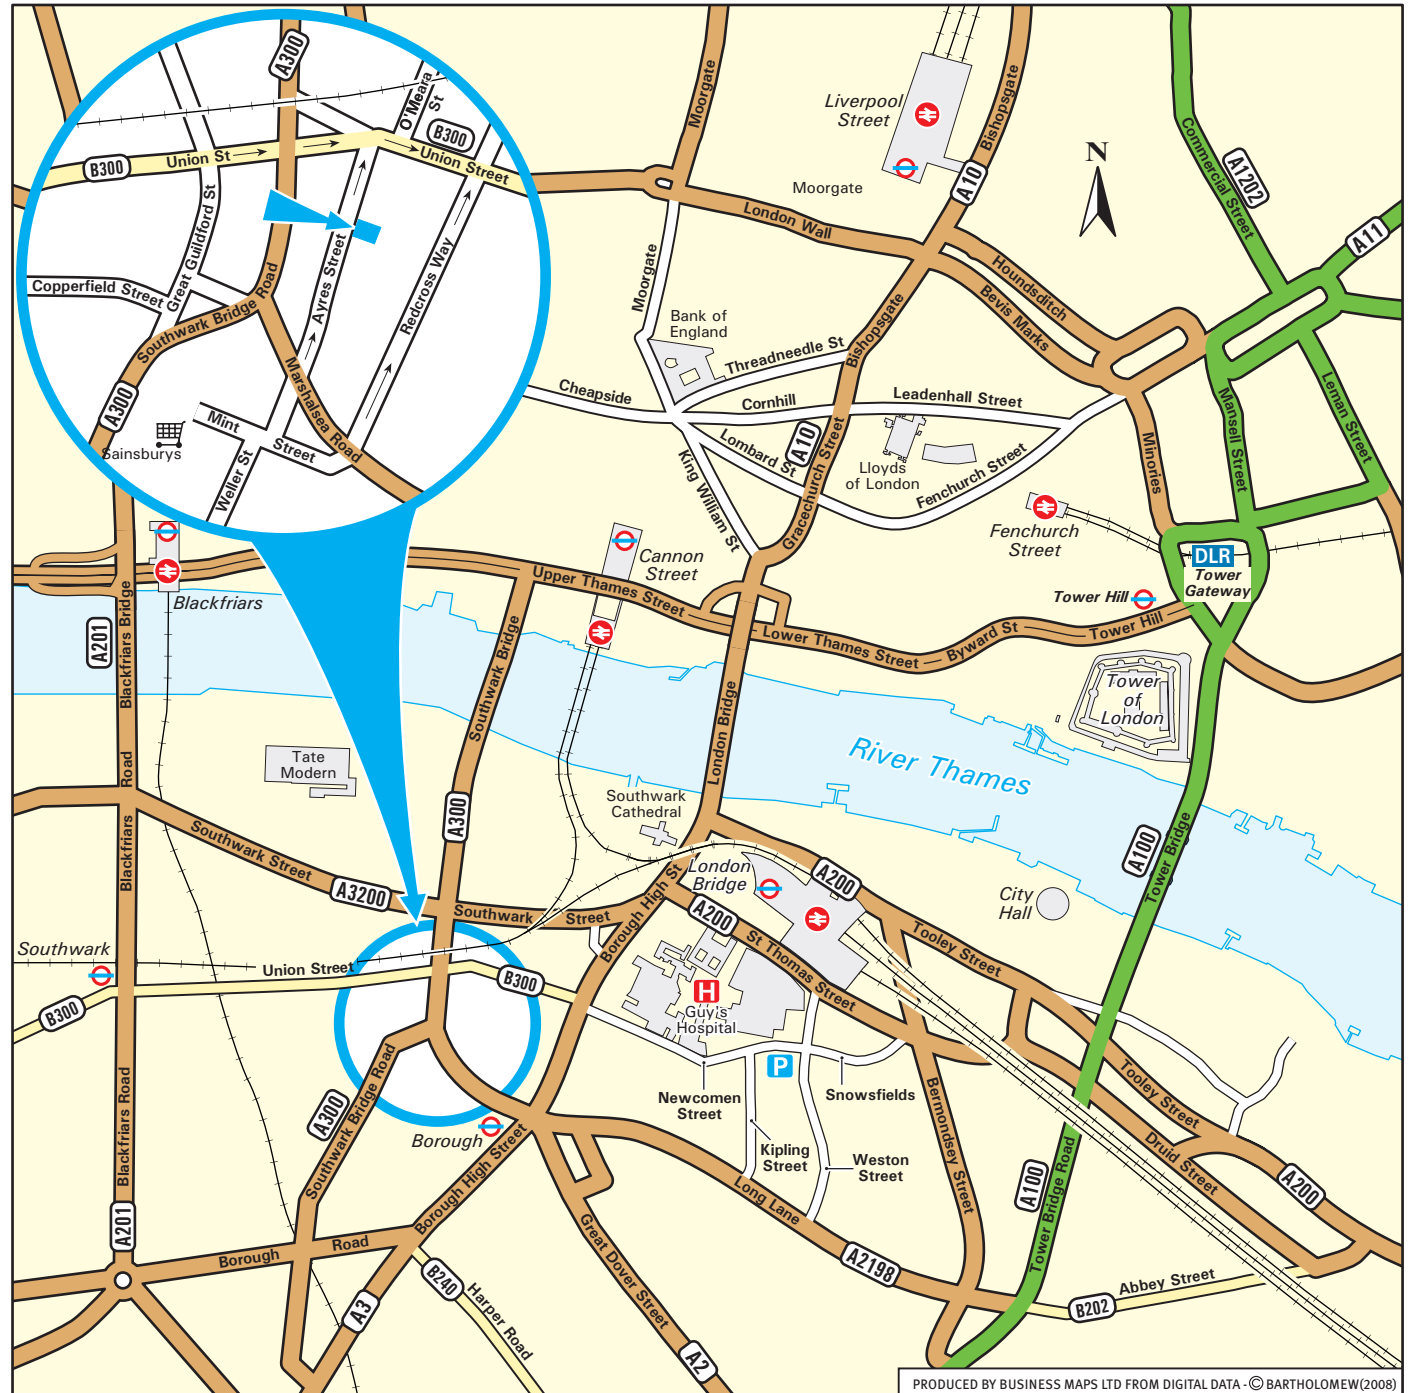 A300
O'Meara
St
B300
Union St
B300
Union Street
Great Guildford St
Copperfield Street
Southwark Bridge Road
Ayres Street
Redcross Way
Marshalsea Road
A300
Mint
Street
Weller St
Sainsburys
Moorgate
Liverpool
Street
Bishopsgate
A10
Moorgate
London Wall
N
Commercial Street
A1202
A11
Houndsditch
Bevis Marks
Moorgate
Bank of
England
Threadneedle St
Bishopsgate
Cheapside
Cornhill
Leadenhall Street
Lombard St
A10
Gracechurch Street
Lloyds
of London
Fenchurch Street
King William St
Minories
Mansell Street
Leman Street
Fenchurch
Street
DLR
Tower
Gateway
Tower Hill
Cannon
Street
Blackfriars
Upper Thames Street
Lower Thames Street
Byward St
Tower Hill
Tower
of
London
A201
Blackfriars Bridge
Southwark Bridge
London Bridge
River Thames
Tate
Modern
Road
Blackfriars
Southwark Street
A3200
A300
Southwark
Cathedral
Southwark
Street
Borough High St
London
Bridge
A200
A200
St Thomas Street
City
Hall
A100
Tower Bridge
Tooley Street
Southwark
Union Street
B300
B300
H
Guy's
Hospital
P
Newcomen
Street
Snowsfields
Kipling
Street
Weston
Street
Bermondsey Street
Tooley Street
Druid Street
A200
A300
Southwark Bridge Road
Borough
Borough High Street
Blackfriars Road
A201
Borough
Road
A3
B240
Harper Road
Great Dover Street
A2
Long Lane
A2198
A100
Tower Bridge Road
B202
Abbey Street
PRODUCED BY BUSINESS MAPS LTD FROM DIGITAL DATA - © BARTHOLOMEW(2008)